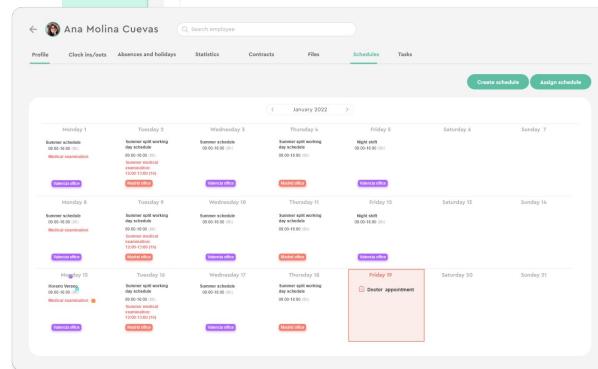 Ana Molina Cuevas
Search employee
Profile Clock ins/outs Absences and holidays Statistics Contracts Files Schedules Tasks
Create schedule Assign schedule
January 2022
Monday 1 Tuesday 2 Wednesday 3 Thursday 4 Friday 5 Saturday 6 Sunday 7
Summer schedule Summer split working Summer schedule Summer split working Night shift
day schedule day schedule
Medical examination
Summer medical
examination:
Valencia office Madrid office Valencia office Madrid office Valencia office
Monday 8 Tuesday 9 Wednesday 10 Thursday 11 Friday 12 Saturday 13 Sunday 14
Summer schedule Summer split working Summer schedule Summer split working Night shift
day schedule day schedule
Medical examination
Summer medical
examination:
Valencia office Madrid office Valencia office Madrid office Valencia office
Monday 15 Tuesday 16 Wednesday 17 Thursday 18 Friday 19 Saturday 20 Sunday 21
Horario Verano Summer split working Summer schedule Summer split working Doctor appointment
day schedule day schedule
Medical examination
Summer medical
examination:
Valencia office Madrid office Valencia office Madrid office